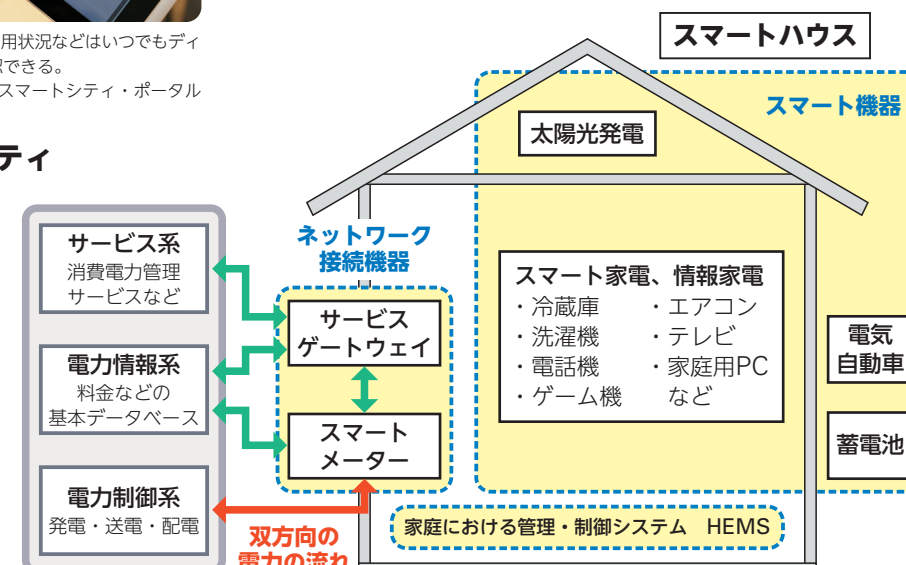 用状況などはいつでもディ
できる。
スマートシティ・ポータル
ティ
スマートハウス
スマート機器
太陽光発電
サービス系
消費電力管理
サービスなど
電力情報系
料金などの
基本データベース
電力制御系
発電・送電・配電
ネットワーク
接続機器
サービス
ゲートウェイ
スマート
メーター
双方向の
電力の流れ
スマート家電、情報家電
・冷蔵庫 ・エアコン
・洗濯機 ・テレビ
・電話機 ・家庭用PC
・ゲーム機 など
電気
自動車
蓄電池
家庭における管理・制御システム HEMS